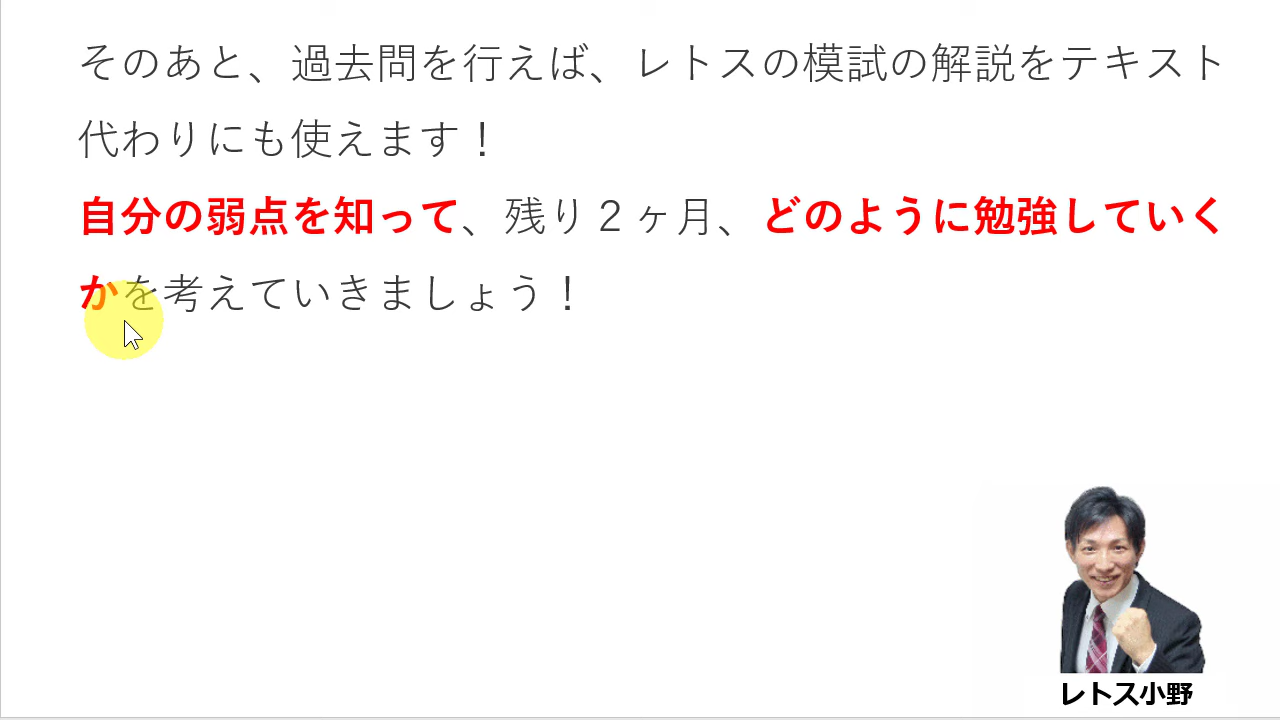 そのあと、過去問を行えば、レトスの模試の解説をテキスト
代わりにも使えます！
自分の弱点を知って、残り２ヶ月、どのように勉強していく
かを考えていきましょう！
レトス小野